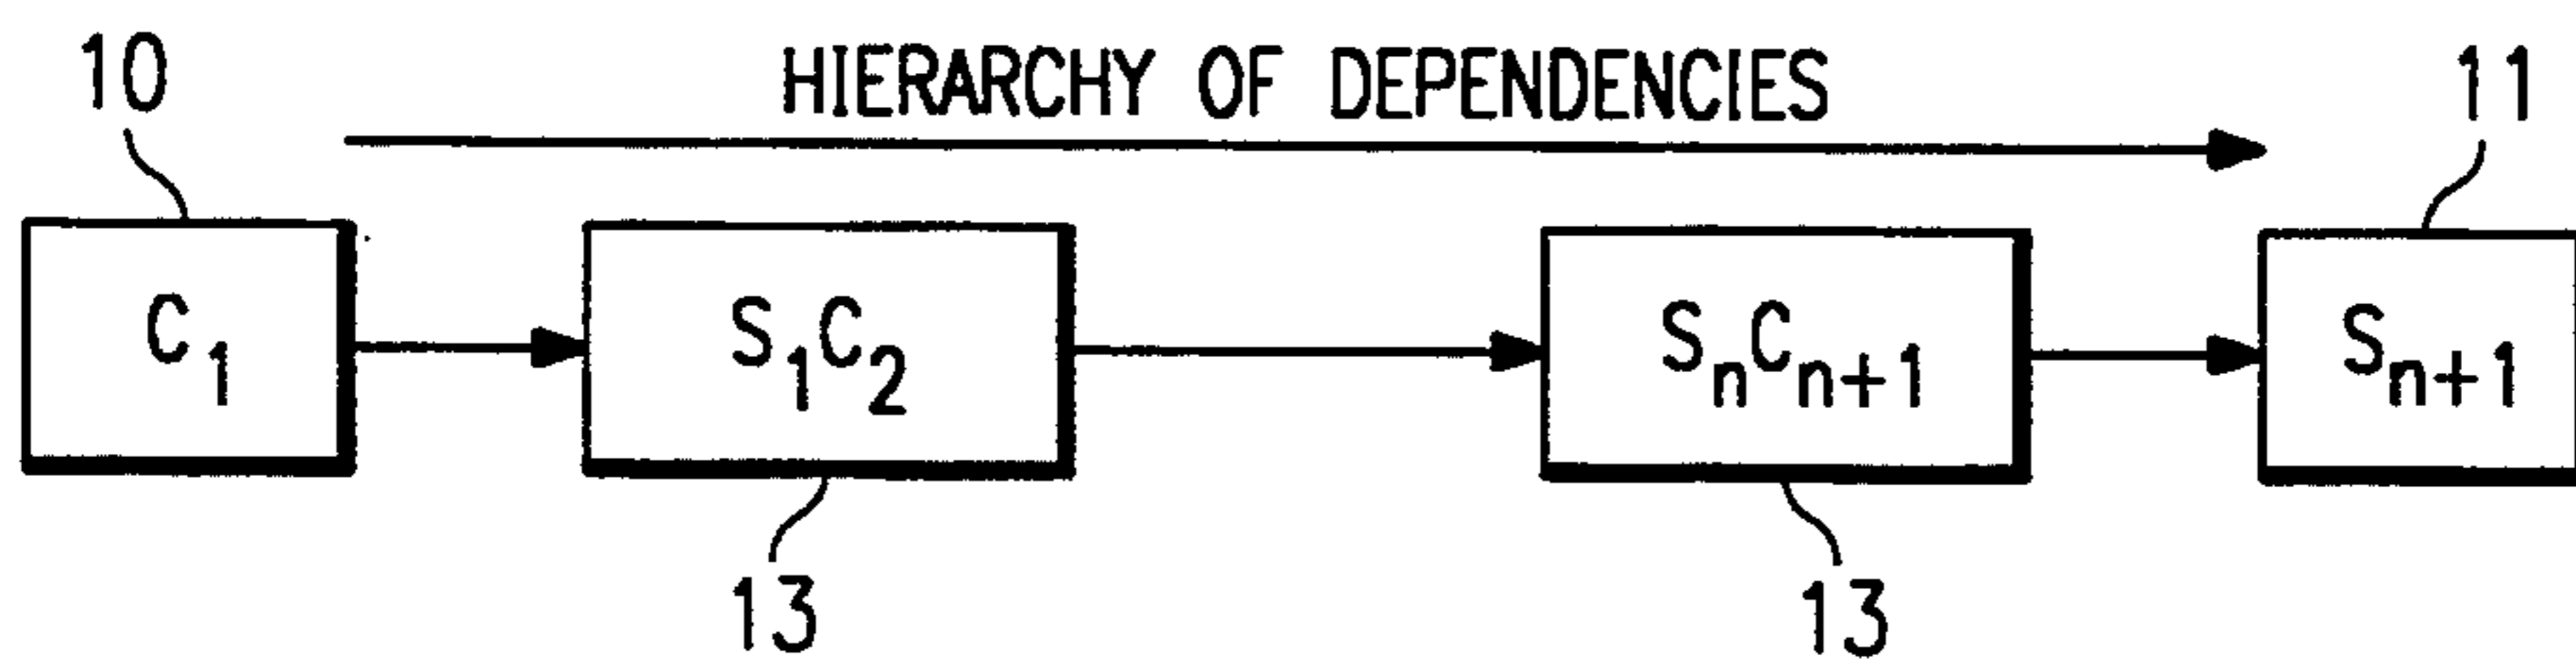 10
HIERARCHY OF DEPENDENCIES
11
C₁
S₁C₂
SₙCₙ₊₁
Sₙ₊₁
13
13